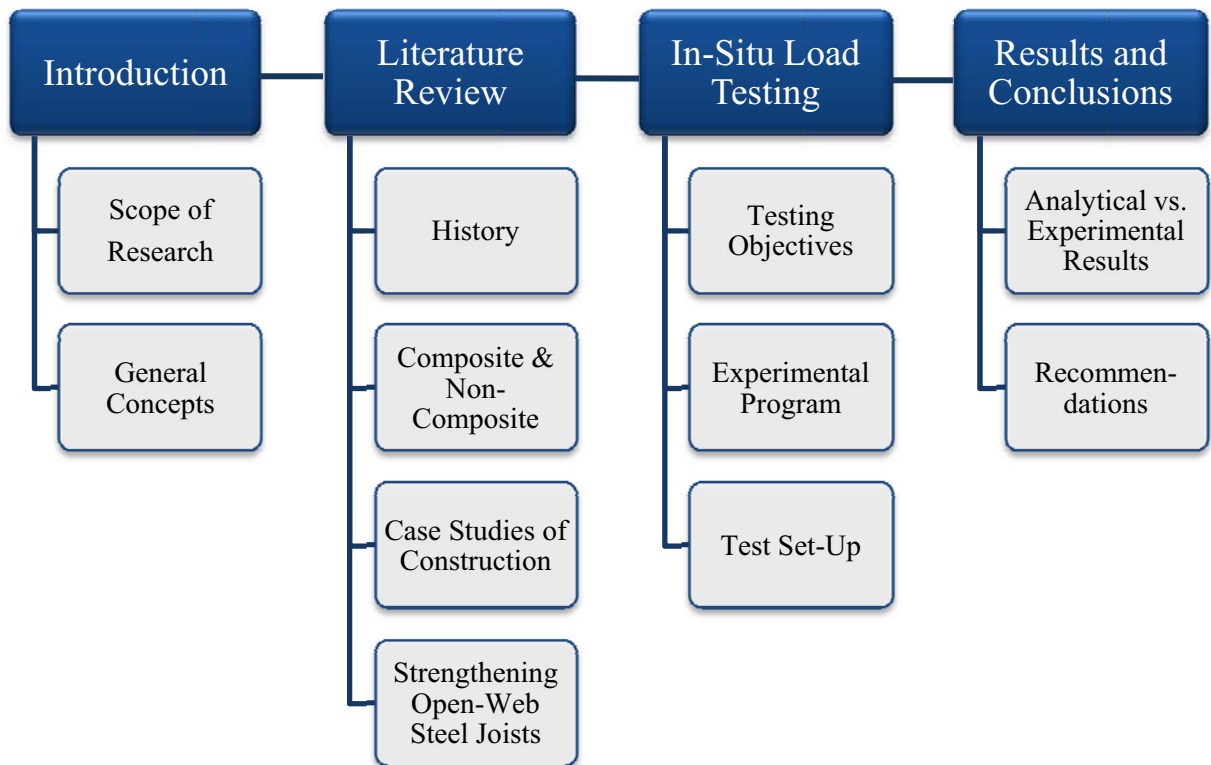 Introduction
Scope of
Research
General
Concepts
Literature
Review
History
Composite &
Non-
Composite
Case Studies of
Construction
Strengthening
Open-Web
Steel Joists
In-Situ Load
Testing
Testing
Objectives
Experimental
Program
Test Set-Up
Results and
Conclusions
Analytical vs.
Experimental
Results
Recommen-
dations